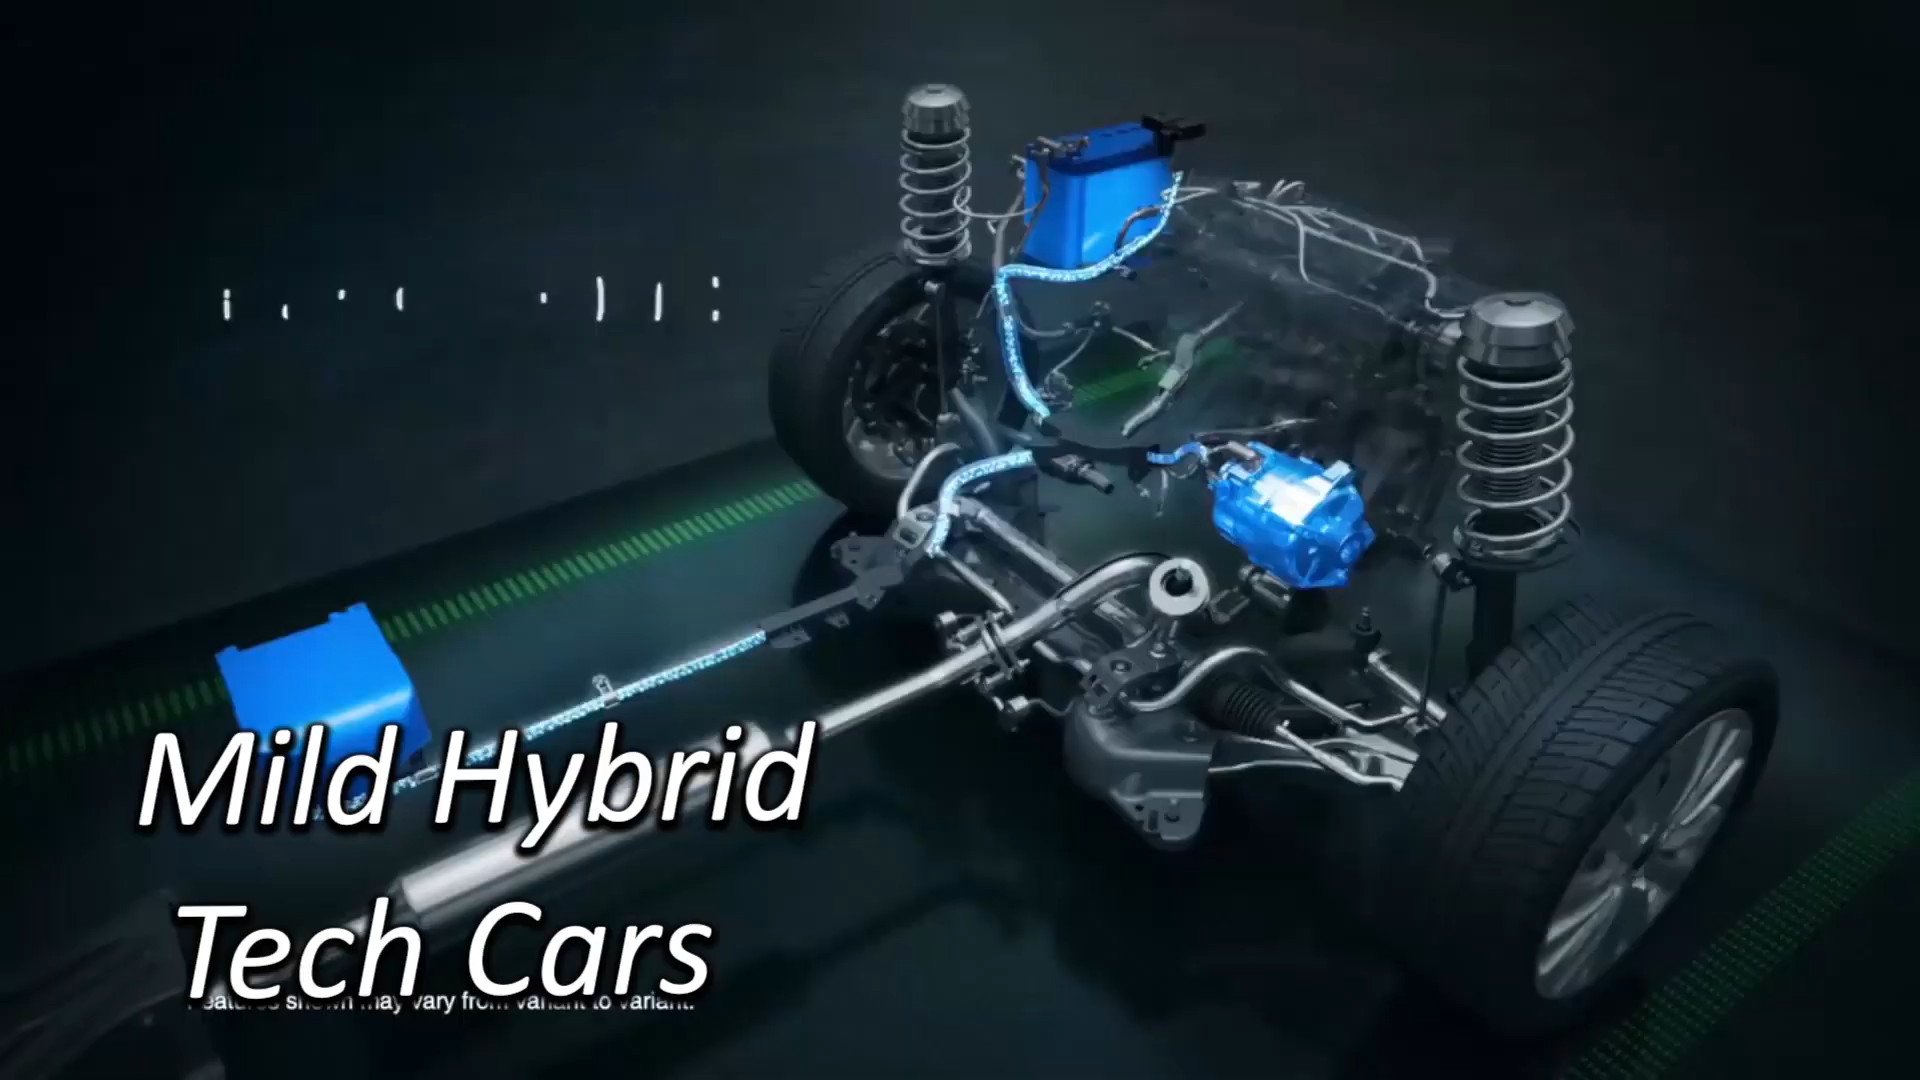 Mild Hybrid
Tech Cars
Features shown may vary from variant to variant.